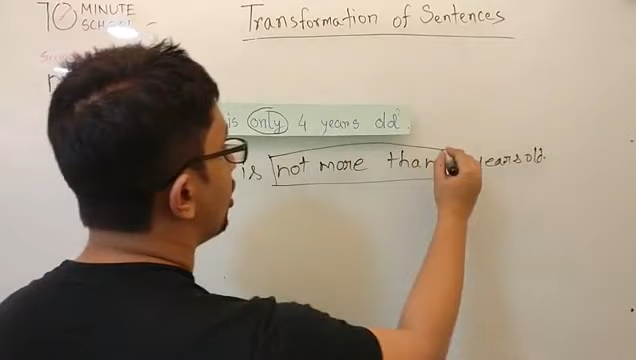 10 MINUTE
SCHOOL
Transformation of Sentences
is only 4 years old.
is not more than years old.